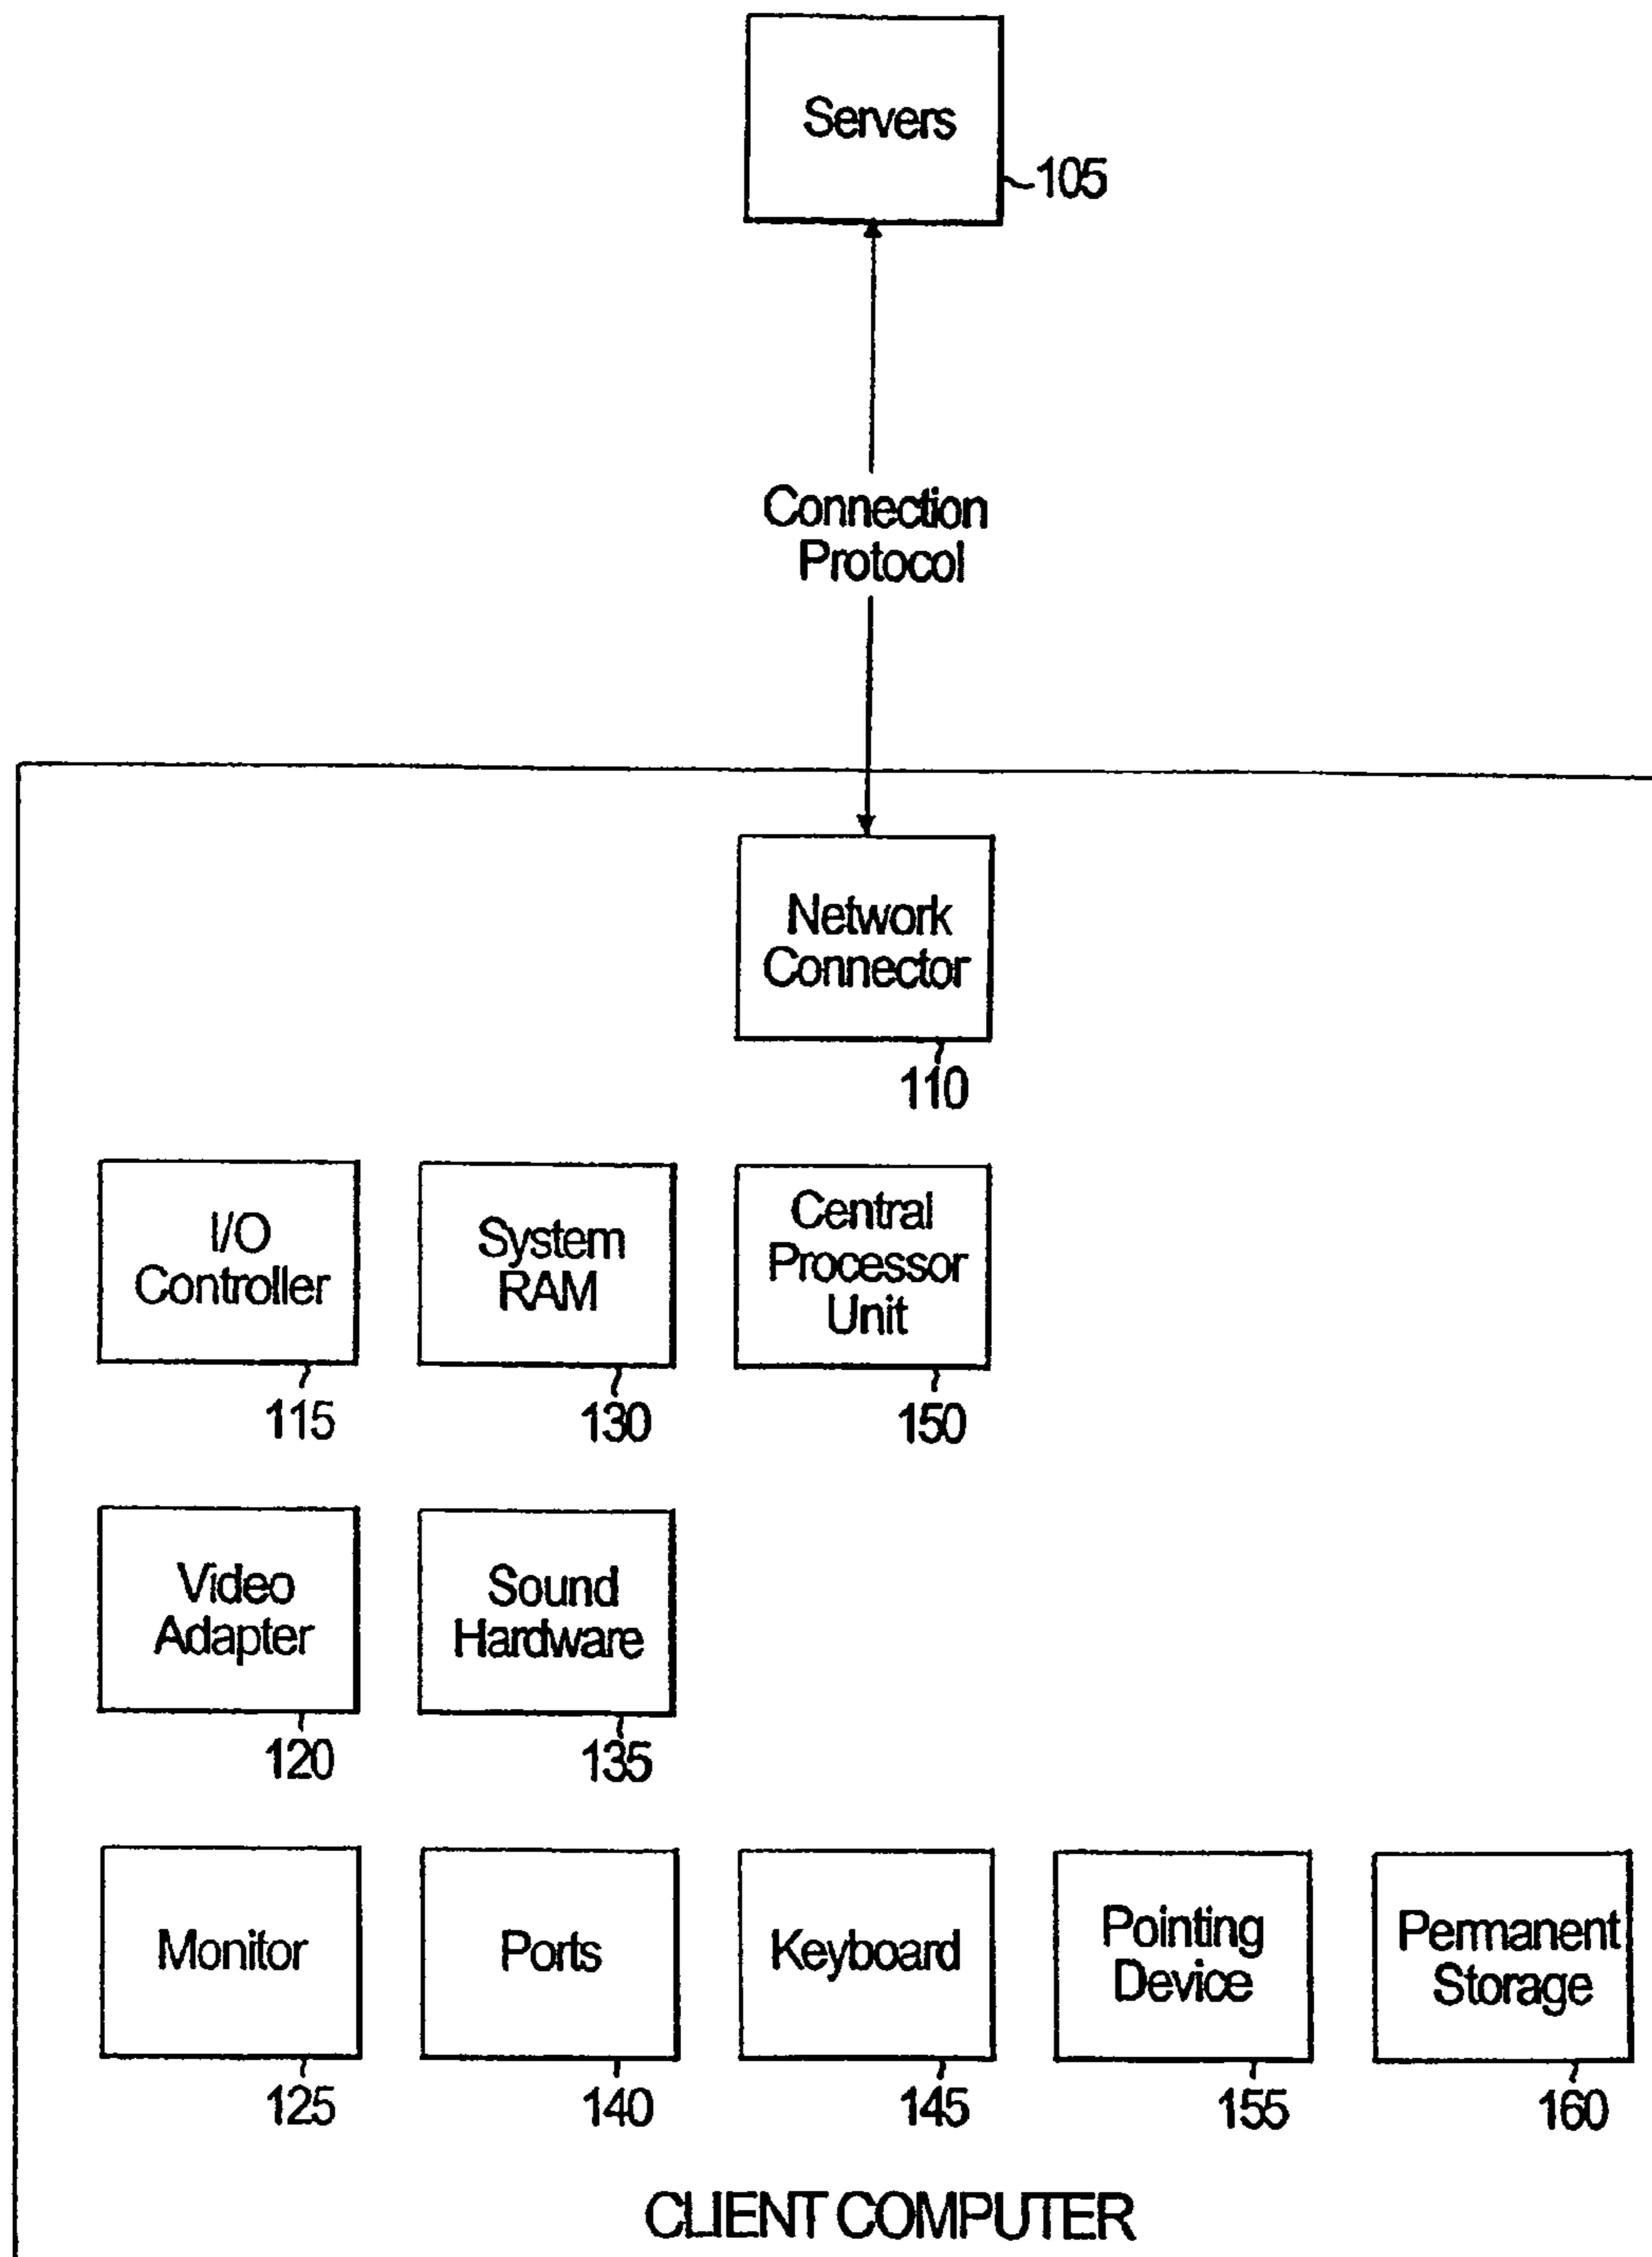 Servers
105
Connection
Protocol
Network
Connector
110
I/O
Controller
115
System
RAM
130
Central
Processor
Unit
150
Video
Adapter
120
Sound
Hardware
135
Monitor
125
Ports
140
Keyboard
145
Pointing
Device
155
Permanent
Storage
160
CLIENT COMPUTER